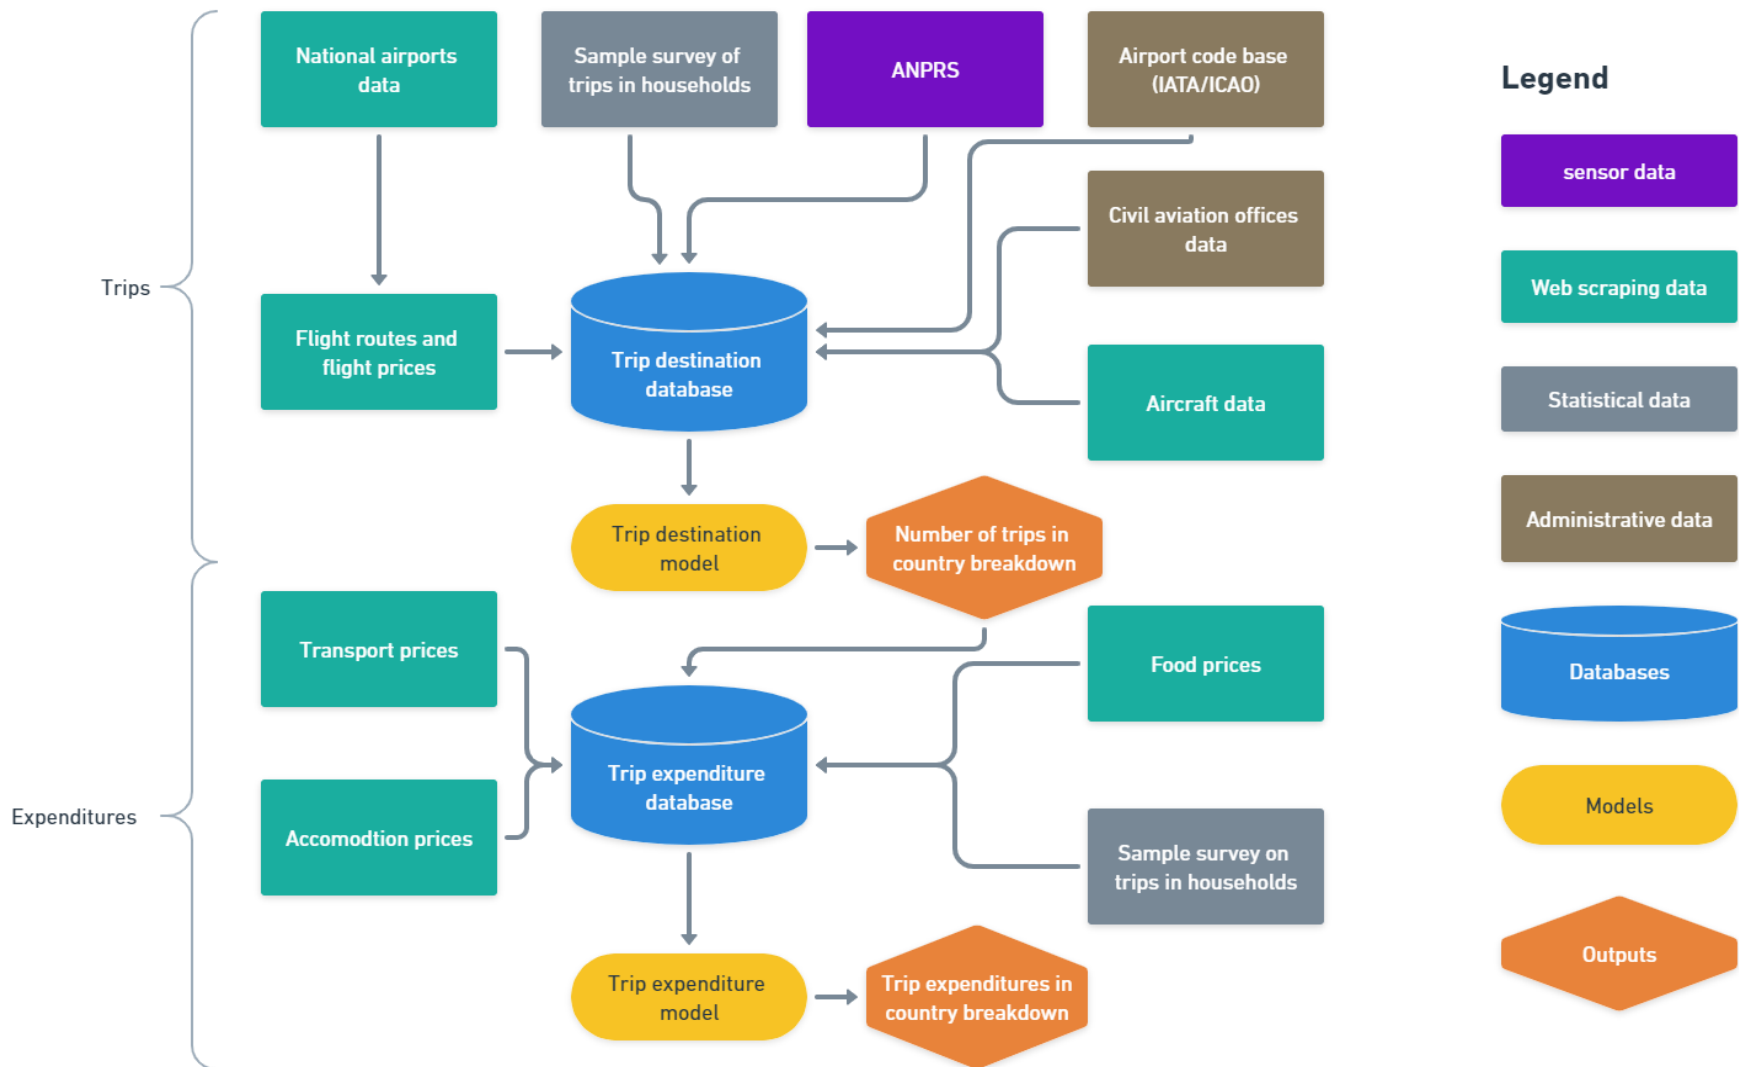 National airports
data
Sample survey of
trips in households
ANPRS
Airport code base
(IATA/ICAO)
Legend
sensor data
Civil aviation offices
data
Web scraping data
Trips
Flight routes and
flight prices
Trip destination
database
Aircraft data
Statistical data
Trip destination
model
Number of trips in
country breakdown
Administrative data
Transport prices
Food prices
Databases
Expenditures
Accomodtion prices
Trip expenditure
database
Sample survey on
trips in households
Models
Trip expenditure
model
Trip expenditures in
country breakdown
Outputs